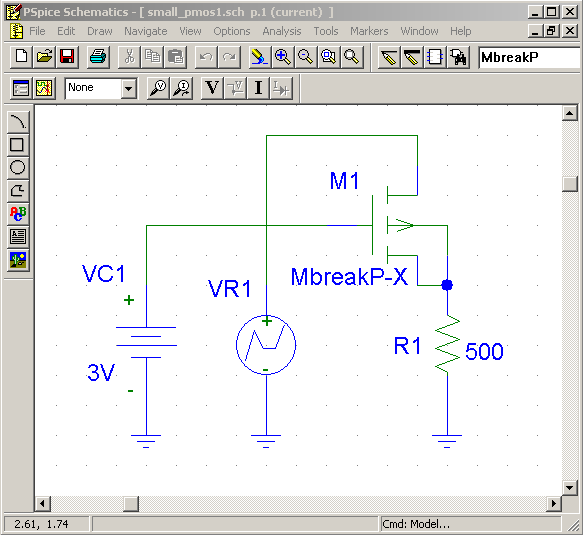 PSpice Schematics - [ small_pmos1.sch p.1 (current) ]
File Edit Draw Navigate View Options Analysis Tools Markers Window Help
MbreakP
None
V I V V I I
ABC
M1
MbreakP-X
VC1
+
3V
-
VR1
+
-
R1
500
2.61, 1.74
Cmd: Model...